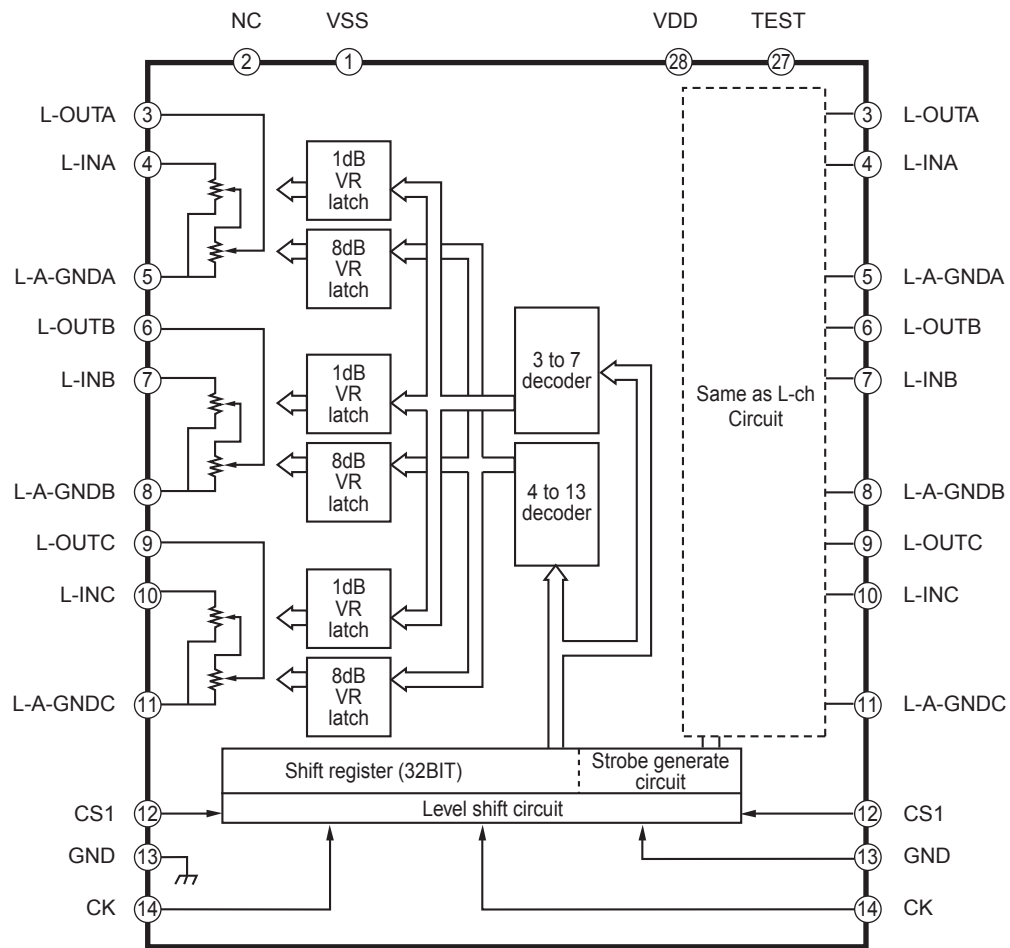 NC
VSS
VDD
TEST
2
1
28
27
L-OUTA
3
L-INA
4
L-A-GNDA
5
L-OUTB
6
L-INB
7
L-A-GNDB
8
L-OUTC
9
L-INC
10
L-A-GNDC
11
CS1
12
GND
13
CK
14
1dB
VR
latch
8dB
VR
latch
1dB
VR
latch
8dB
VR
latch
1dB
VR
latch
8dB
VR
latch
3 to 7
decoder
4 to 13
decoder
Same as L-ch
Circuit
Shift register (32BIT)
Strobe generate
circuit
Level shift circuit
3
L-OUTA
4
L-INA
5
L-A-GNDA
6
L-OUTB
7
L-INB
8
L-A-GNDB
9
L-OUTC
10
L-INC
11
L-A-GNDC
12
CS1
13
GND
14
CK